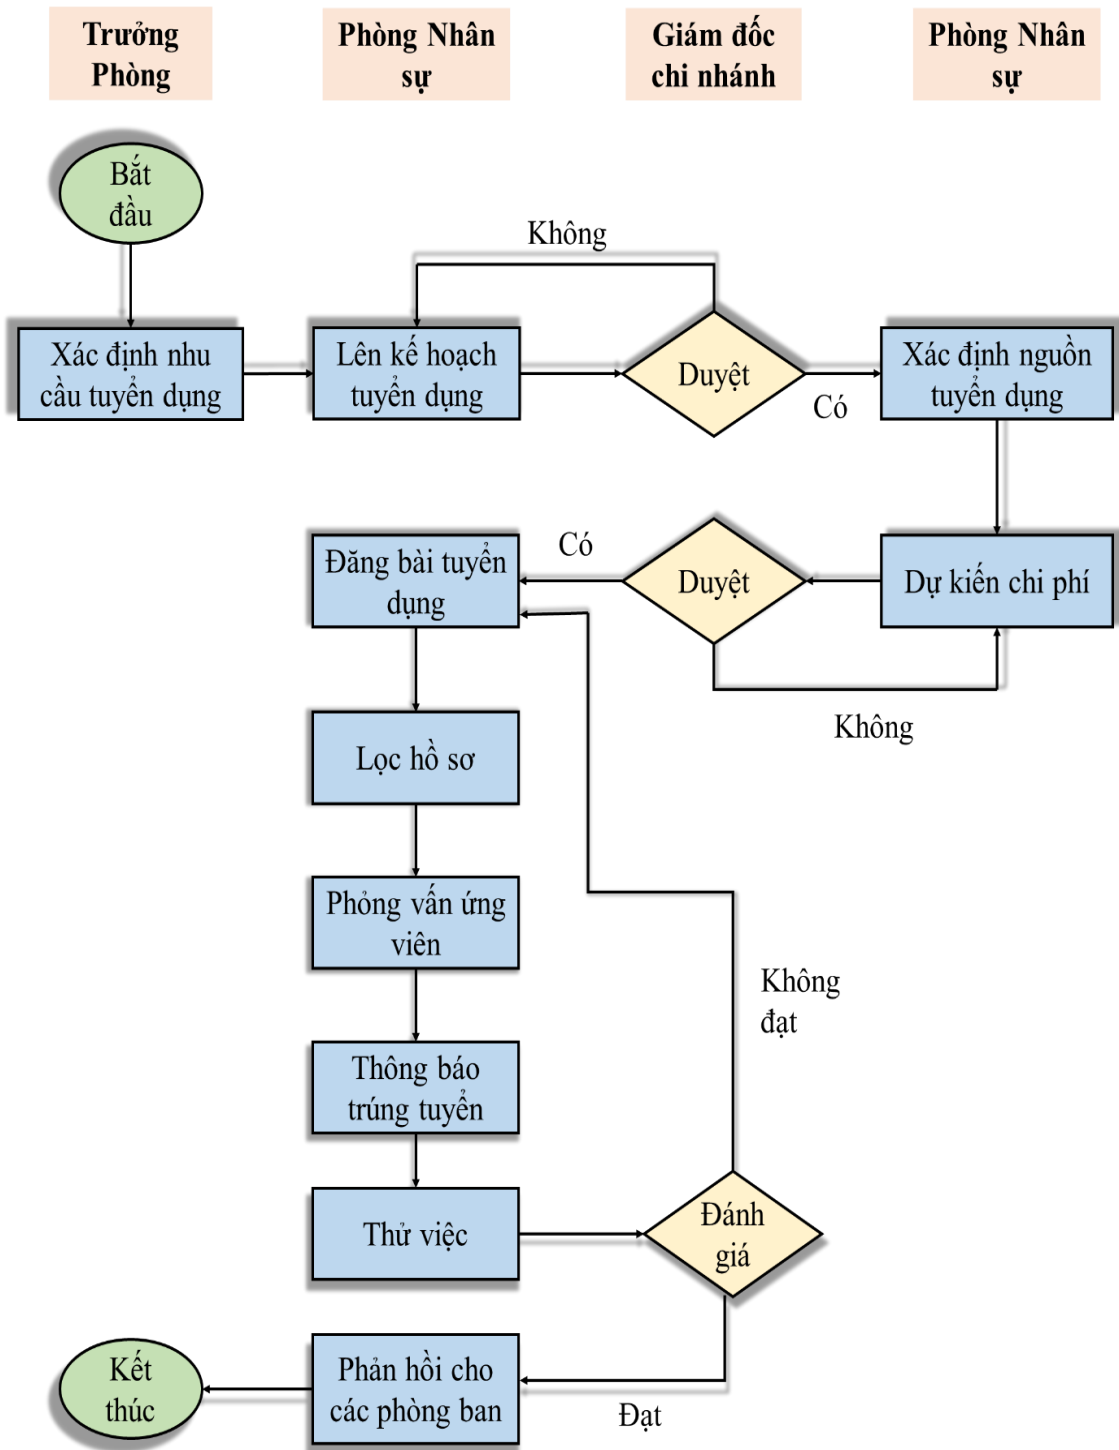 Trưởng
Phòng
Phòng Nhân
sự
Giám đốc
chi nhánh
Phòng Nhân
sự
Bắt
đầu
Không
Xác định nhu
cầu tuyển dụng
Lên kế hoạch
tuyển dụng
Duyệt
Có
Xác định nguồn
tuyển dụng
Đăng bài tuyển
dụng
Có
Duyệt
Dự kiến chi phí
Không
Lọc hồ sơ
Phỏng vấn ứng
viên
Không
đạt
Thông báo
trúng tuyển
Thử việc
Đánh
giá
Kết
thúc
Phản hồi cho
các phòng ban
Đạt